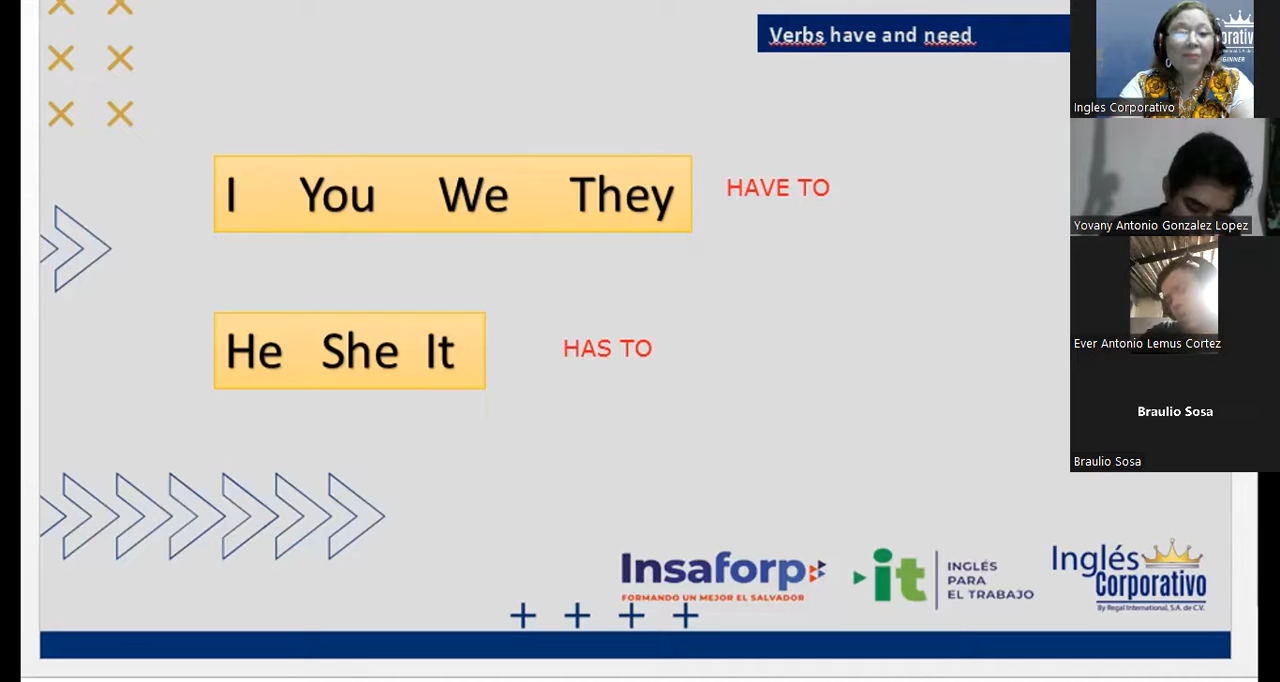 Verbs have and need
I You We They
HAVE TO
He She It
HAS TO
Insaforp
FORMANDO UN MEJOR EL SALVADOR
it
INGLÉS
PARA
EL TRABAJO
Inglés
Corporativo
By Regal International, S.A. de C.V.
orativ
GINNER
Ingles Corporativo
Yovany Antonio Gonzalez Lopez
Ever Antonio Lemus Cortez
Braulio Sosa
Braulio Sosa